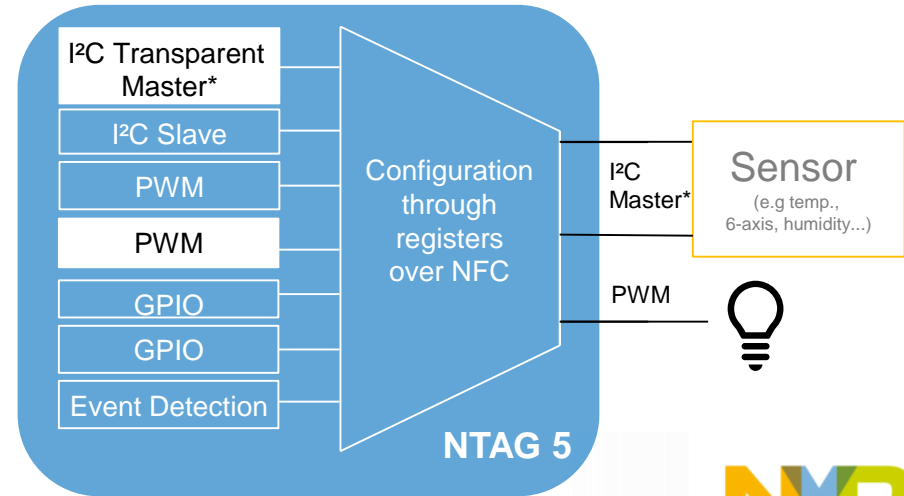 I²C Transparent
Master*
I²C Slave
PWM
PWM
GPIO
GPIO
Event Detection
Configuration
through
registers
over NFC
NTAG 5
I²C
Master*
PWM
Sensor
(e.g temp.,
6-axis, humidity...)